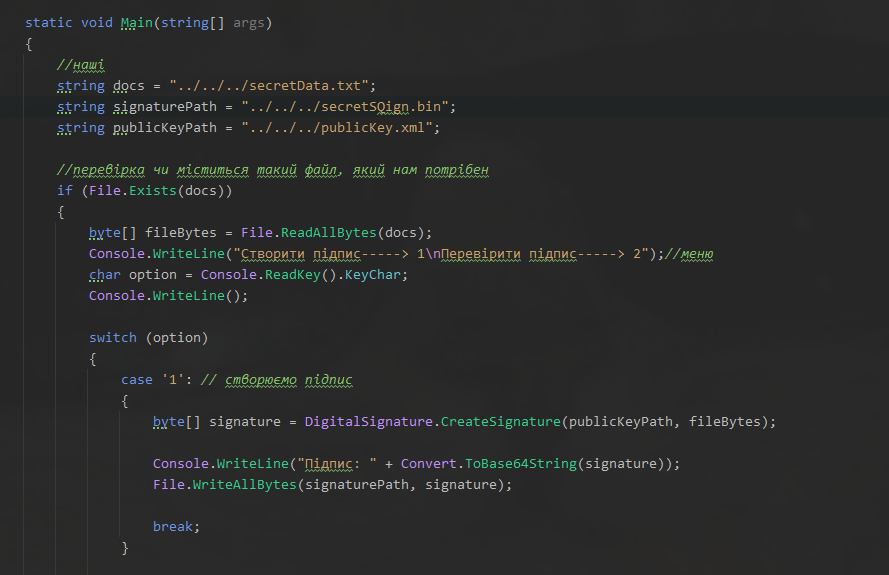 static void Main(string[] args)
{
//наші
string docs = "../../../secretData.txt";
string signaturePath = "../../../secretSQign.bin";
string publicKeyPath = "../../../publicKey.xml";
//перевірка чи міститься такий файл, який нам потрібен
if (File.Exists(docs))
{
byte[] fileBytes = File.ReadAllBytes(docs);
Console.WriteLine("Створити підпис-----> 1\nПеревірити підпис-----> 2");//меню
char option = Console.ReadKey().KeyChar;
Console.WriteLine();
switch (option)
{
case '1': // створюємо підпис
{
byte[] signature = DigitalSignature.CreateSignature(publicKeyPath, fileBytes);
Console.WriteLine("Підпис: " + Convert.ToBase64String(signature));
File.WriteAllBytes(signaturePath, signature);
break;
}